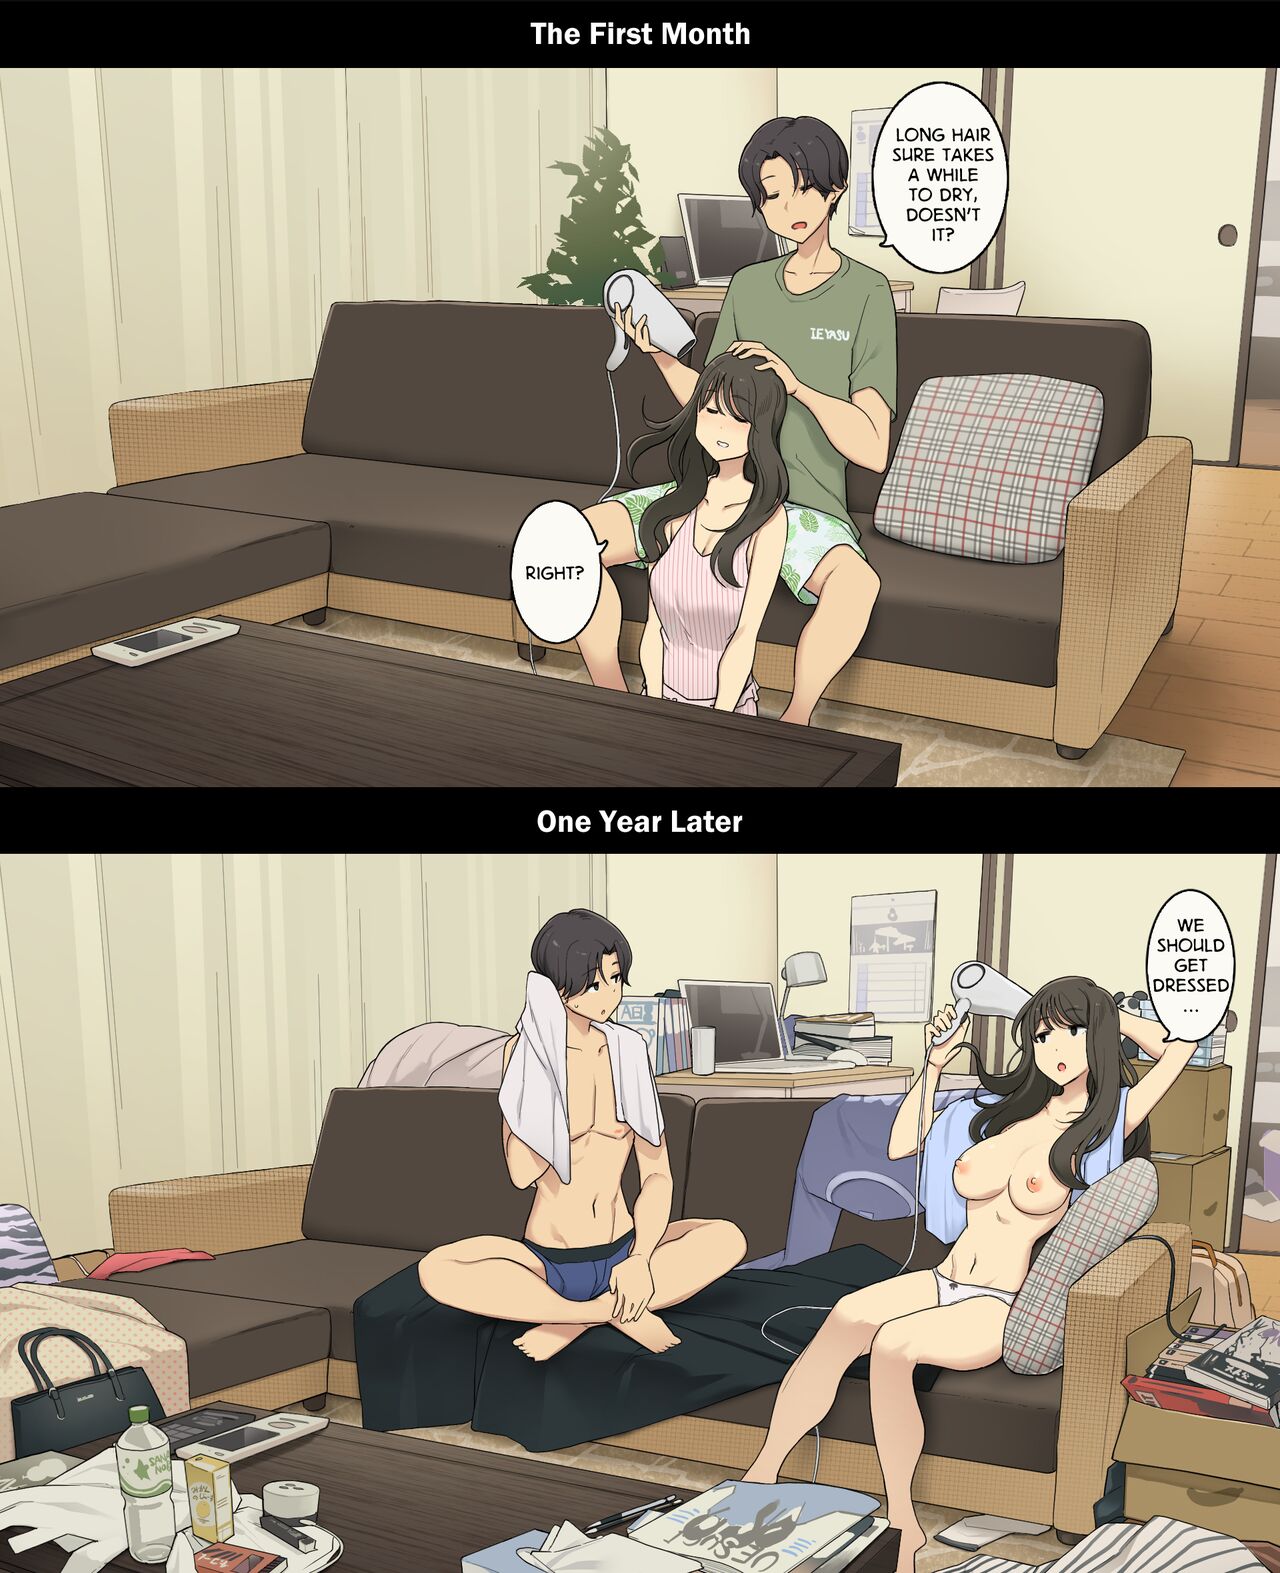 The First Month
LONG HAIR
SURE TAKES
A WHILE
TO DRY,
DOESN'T
IT?
IEYASU
RIGHT?
One Year Later
WE
SHOULD
GET
DRESSED
...
UESUGI